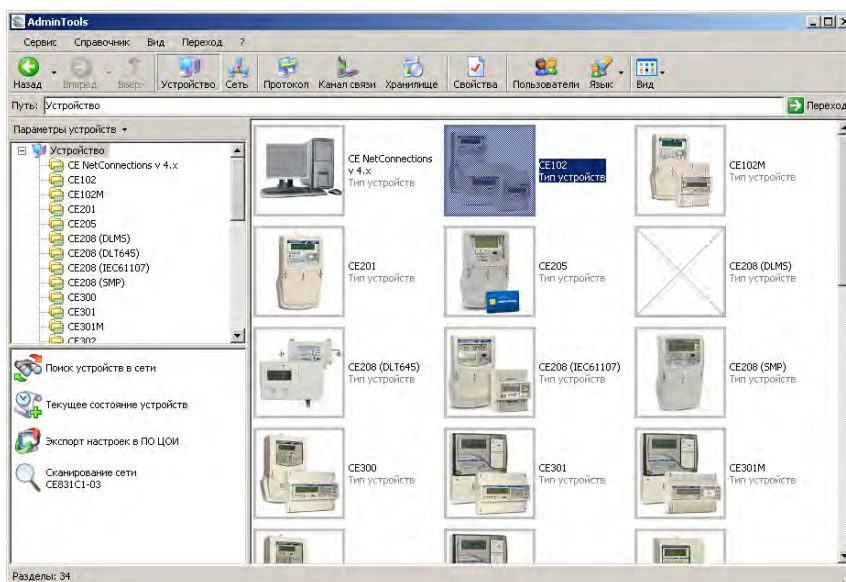 AdminTools
Сервис Справочник Вид Переход ?
Назад Вперед Вверх Устройство Сеть Протокол Канал связи Хранилище Свойства Пользователи Язык Вид
Путь: Устройство Переход
Параметры устройств
Устройство
CE NetConnections v 4.x
CE102
CE102M
CE201
CE205
CE208 (DLMS)
CE208 (DLT645)
CE208 (IEC61107)
CE208 (SMP)
CE300
CE301
CE301M
CE302
Поиск устройств в сети
Текущее состояние устройств
Экспорт настроек в ПО ЦОИ
Сканирование сети
CE831C1-03
CE NetConnections
v 4.x
Тип устройств
CE102
Тип устройств
CE102M
Тип устройств
CE201
Тип устройств
CE205
Тип устройств
CE208 (DLMS)
Тип устройств
CE208 (DLT645)
Тип устройств
CE208 (IEC61107)
Тип устройств
CE208 (SMP)
Тип устройств
CE300
Тип устройств
CE301
Тип устройств
CE301M
Тип устройств
Разделы: 34